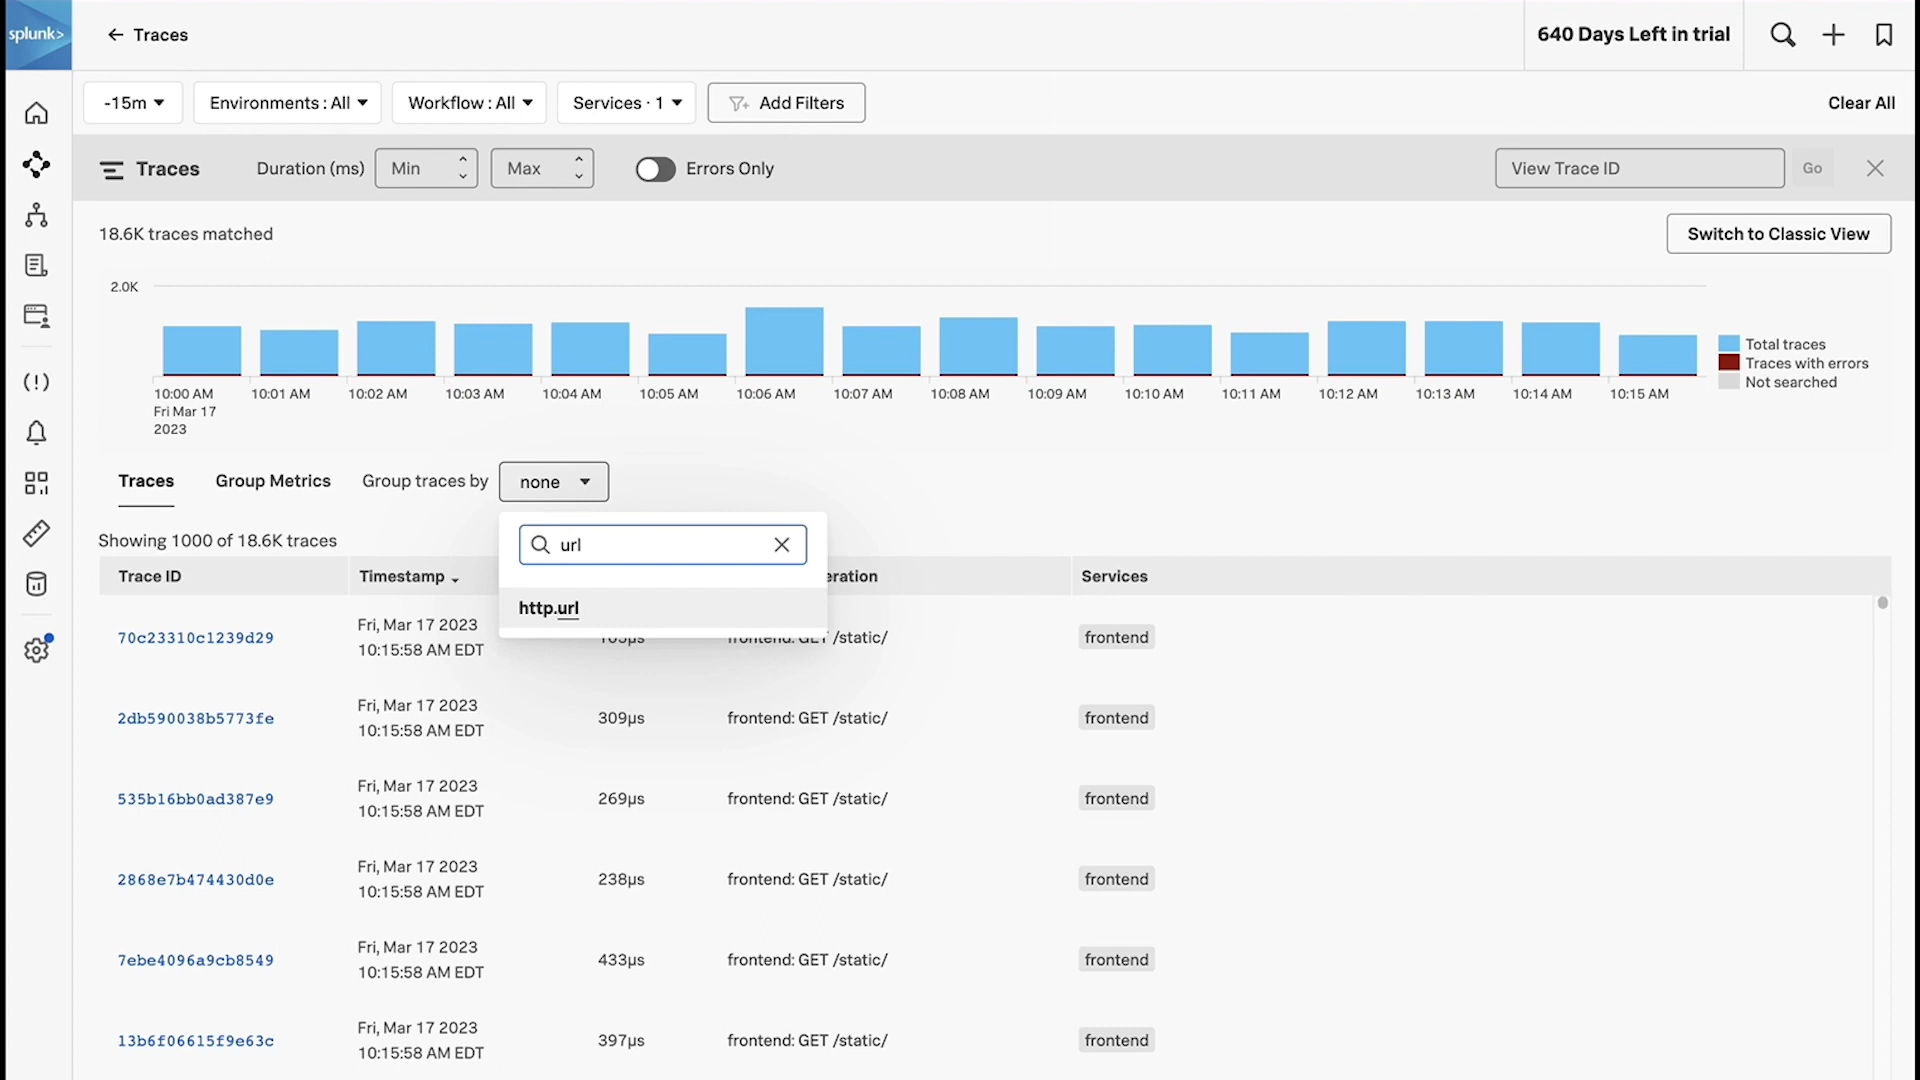 splunk>
Traces
640 Days Left in trial
-15m
Environments : All
Workflow : All
Services · 1
Add Filters
Clear All
Traces
Duration (ms)
Min
Max
Errors Only
View Trace ID
Go
18.6K traces matched
Switch to Classic View
2.0K
Total traces
Traces with errors
Not searched
10:00 AM 10:01 AM 10:02 AM 10:03 AM 10:04 AM 10:05 AM 10:06 AM 10:07 AM 10:08 AM 10:09 AM 10:10 AM 10:11 AM 10:12 AM 10:13 AM 10:14 AM 10:15 AM
Fri Mar 17
2023
Traces
Group Metrics
Group traces by
none
url
http.url
Showing 1000 of 18.6K traces
Trace ID
Timestamp
eration
Services
70c23310c1239d29
Fri, Mar 17 2023
10:15:58 AM EDT
frontend: GET /static/
frontend
2db590038b5773fe
Fri, Mar 17 2023
10:15:58 AM EDT
309µs
frontend: GET /static/
frontend
535b16bb0ad387e9
Fri, Mar 17 2023
10:15:58 AM EDT
269µs
frontend: GET /static/
frontend
2868e7b474430d0e
Fri, Mar 17 2023
10:15:58 AM EDT
238µs
frontend: GET /static/
frontend
7ebe4096a9cb8549
Fri, Mar 17 2023
10:15:58 AM EDT
433µs
frontend: GET /static/
frontend
13b6f06615f9e63c
Fri, Mar 17 2023
10:15:58 AM EDT
397µs
frontend: GET /static/
frontend